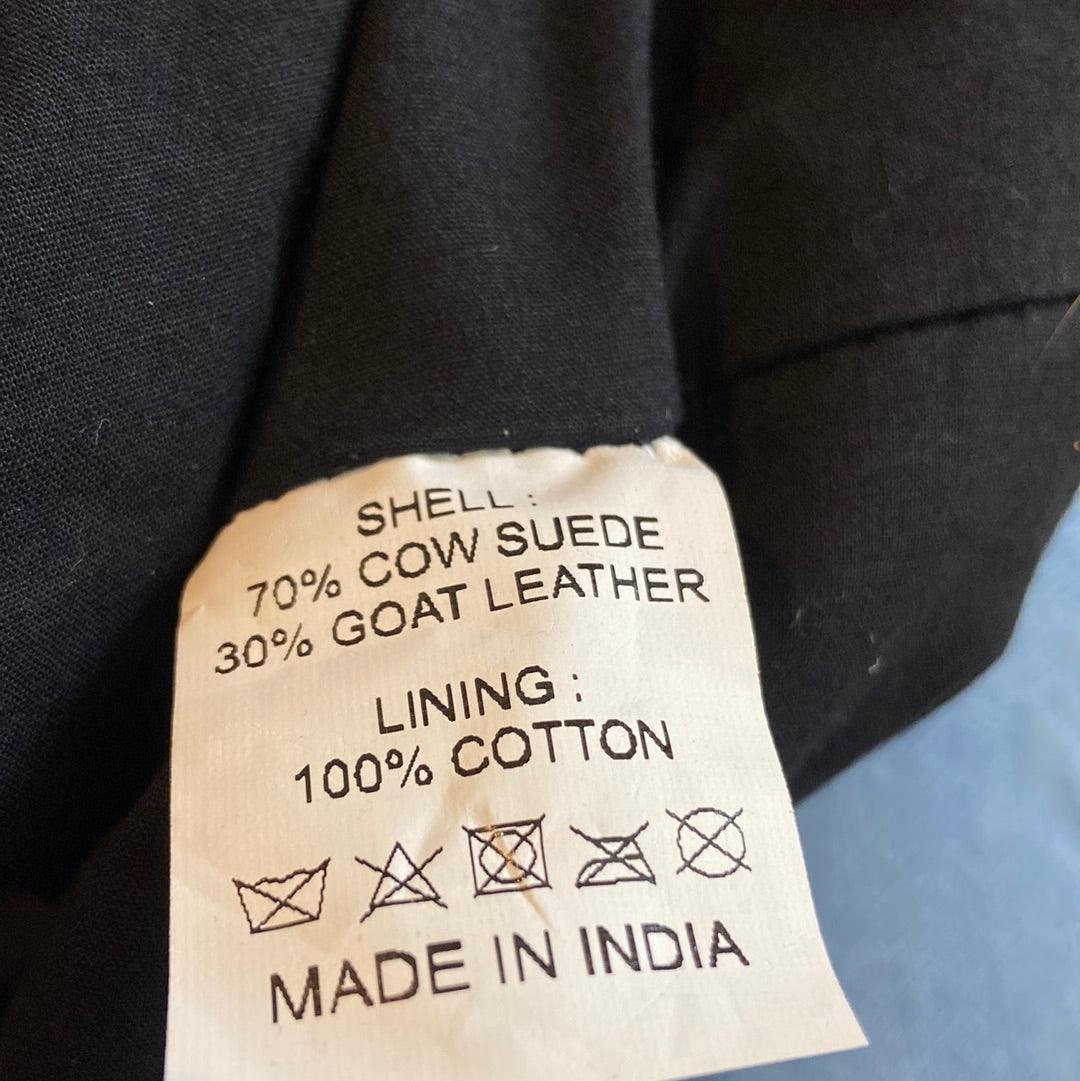 SHELL :
70% COW SUEDE
30% GOAT LEATHER
LINING :
100% COTTON
MADE IN INDIA